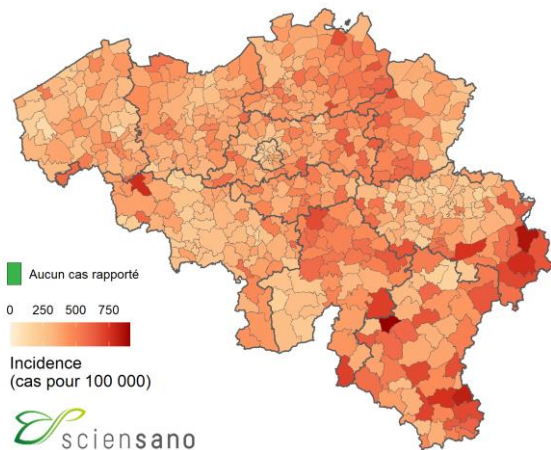 Aucun cas rapporté
0 250 500 750
Incidence
(cas pour 100 000)
sciensano